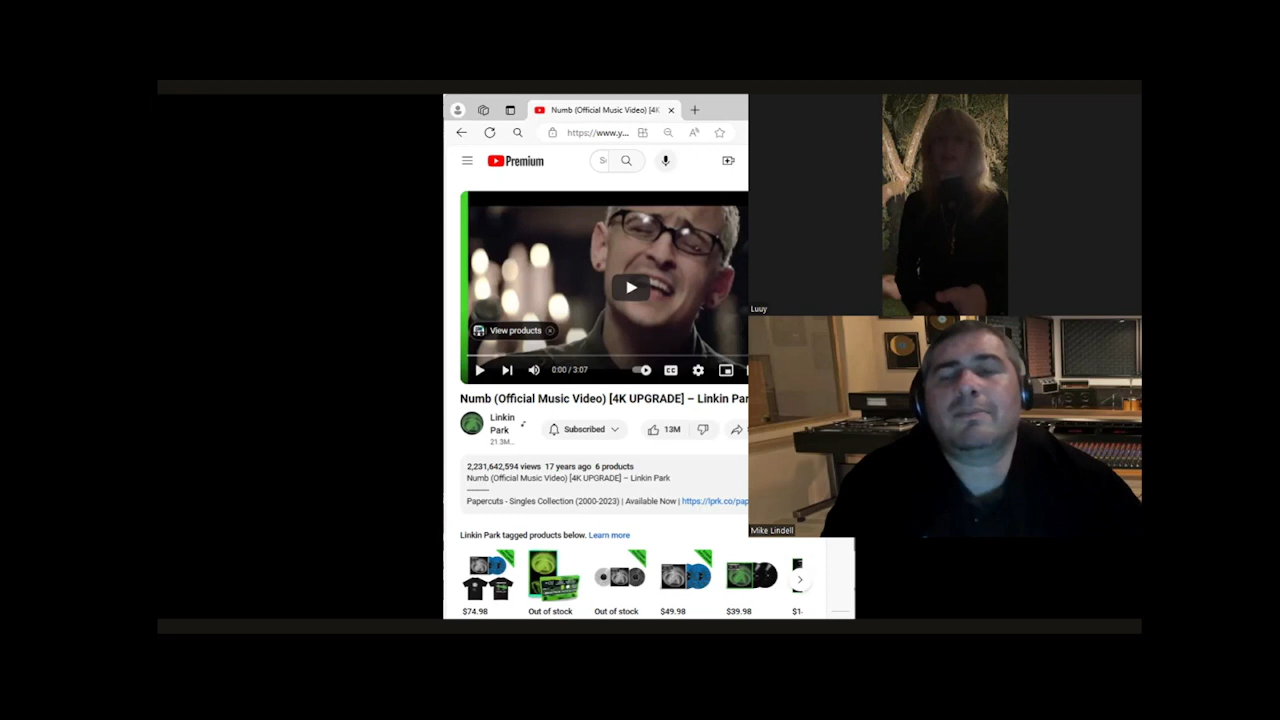 Numb (Official Music Video) [4K
https://www.y...
Premium
View products
0:00 / 3:07
Numb (Official Music Video) [4K UPGRADE] – Linkin Par
Linkin
Park
21.3M...
Subscribed
13M
2,231,642,594 views 17 years ago 6 products
Numb (Official Music Video) [4K UPGRADE] – Linkin Park
Papercuts - Singles Collection (2000-2023) | Available Now | https://lprk.co/pap
Linkin Park tagged products below. Learn more
$74.98 Out of stock Out of stock $49.98 $39.98 $1
Luuy
Mike Lindell